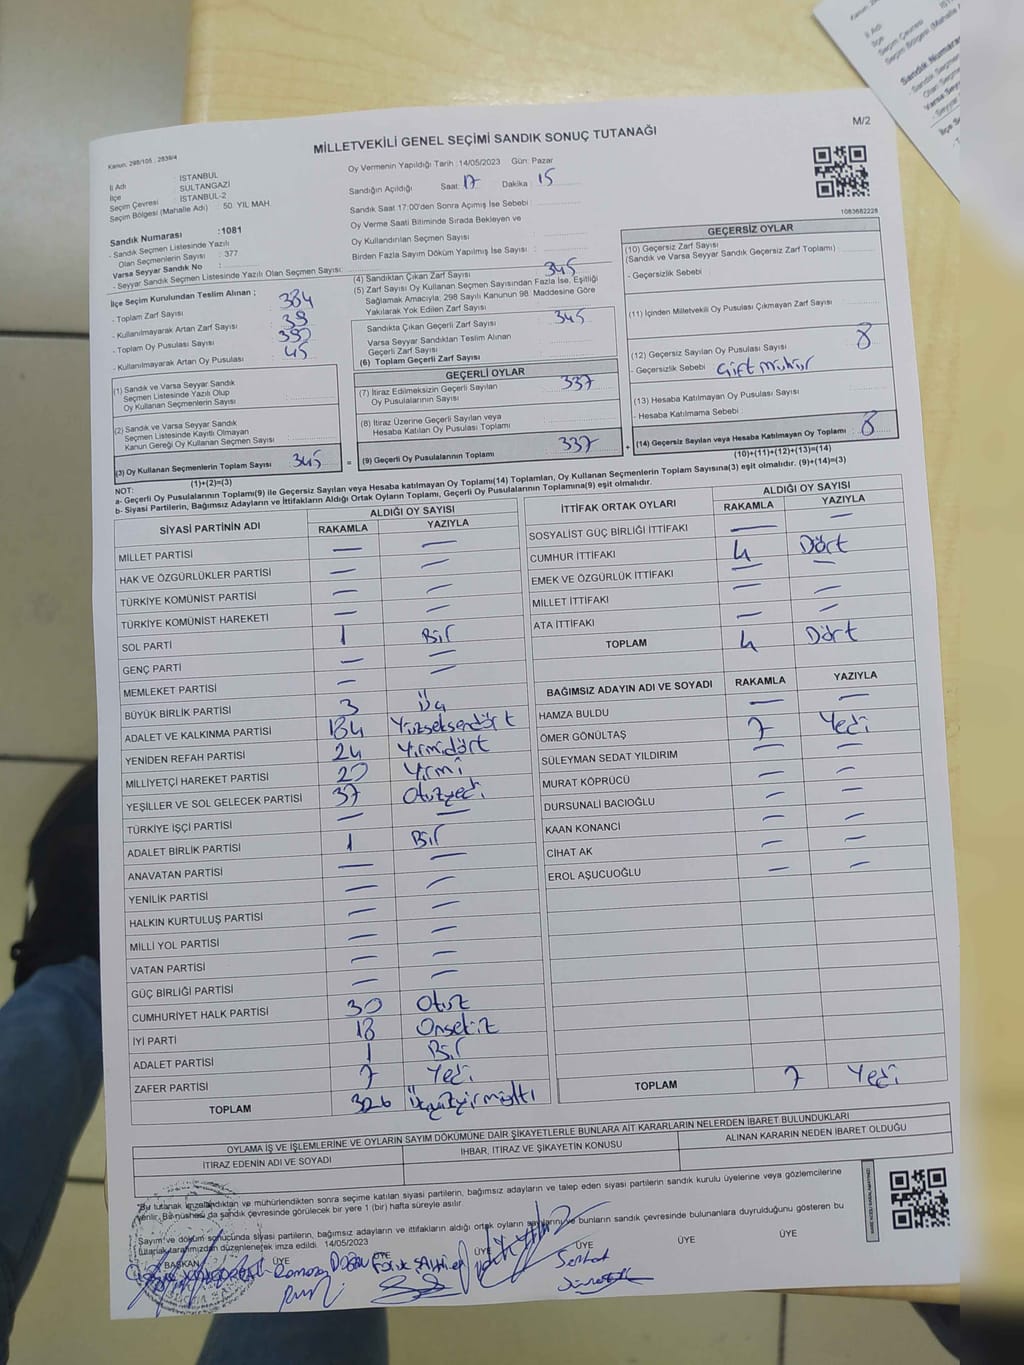 Kanun: 298/105 ; 2839/4
MİLLETVEKİLİ GENEL SEÇİMİ SANDIK SONUÇ TUTANAĞI
M/2
İl Adı : İSTANBUL
İlçe : SULTANGAZİ
Seçim Çevresi : İSTANBUL-2
Seçim Bölgesi (Mahalle Adı) : 50. YIL MAH.
Oy Vermenin Yapıldığı Tarih : 14/05/2023 Gün: Pazar
Sandığın Açıldığı Saat: 17 Dakika : 15
Sandık Saat 17:00'den Sonra Açımış İse Sebebi :
Oy Verme Saati Bitiminde Sırada Bekleyen ve
Oy Kullandırılan Seçmen Sayısı :
Birden Fazla Sayım Döküm Yapılmış İse Sayısı :
1083682228
Sandık Numarası : 1081
- Sandık Seçmen Listesinde Yazılı
Olan Seçmenlerin Sayısı : 377
Varsa Seyyar Sandık No :
- Seyyar Seçmen Listesinde Yazılı Olan Seçmen Sayısı:
İlçe Seçim Kurulundan Teslim Alınan ;
- Toplam Zarf Sayısı : 384
- Kullanılmayarak Artan Zarf Sayısı : 39
- Toplam Oy Pusulası Sayısı : 390
- Kullanılmayarak Artan Oy Pusulası : 45
(1) Sandık ve Varsa Seyyar Sandık
Seçmen Listesinde Yazılı Olup
Oy Kullanan Seçmenlerin Sayısı :
(2) Sandık ve Varsa Seyyar Sandık
Seçmen Listesinde Kayıtlı Olmayan
Kanun Gereği Oy Kullanan Seçmen Sayısı :
(3) Oy Kullanan Seçmenlerin Toplam Sayısı : 345
(1)+(2)=(3)
(4) Sandıktan Çıkan Zarf Sayısı : 345
(5) Zarf Sayısı Oy Kullanan Seçmen Sayısından Fazla İse, Eşitliği
Sağlamak Amacıyla; 298 Sayılı Kanunun 98. Maddesine Göre
Yakılarak Yok Edilen Zarf Sayısı :
Sandıkta Çıkan Geçerli Zarf Sayısı : 345
Varsa Seyyar Sandıktan Teslim Alınan
Geçerli Zarf Sayısı :
(6) Toplam Geçerli Zarf Sayısı :
GEÇERLİ OYLAR
(7) İtiraz Edilmeksizin Geçerli Sayılan
Oy Pusulasının Sayısı : 337
(8) İtiraz Üzerine Geçerli Sayılan veya
Hesaba Katılan Oy Pusulası Toplamı :
(9) Geçerli Oy Pusulalarının Toplamı : 337
GEÇERSİZ OYLAR
(10) Geçersiz Zarf Sayısı
(Sandık ve Varsa Seyyar Sandık Geçersiz Zarf Toplamı) :
- Geçersizlik Sebebi :
(11) İçinden Milletvekili Oy Pusulası Çıkmayan Zarf Sayısı :
(12) Geçersiz Sayılan Oy Pusulası Sayısı : 8
- Geçersizlik Sebebi : Çift mühür
(13) Hesaba Katılmayan Oy Pusulası Sayısı :
- Hesaba Katılmama Sebebi :
(14) Geçersiz Sayılan veya Hesaba Katılmayan Oy Toplamı : 8
(10)+(11)+(12)+(13)=(14)
NOT:
a- Geçerli Oy Pusulalarının Toplamı(9) ile Geçersiz Sayılan veya Hesaba katılmayan Oy Toplamı(14) Toplamları, Oy Kullanan Seçmenlerin Toplam Sayısına(3) eşit olmalıdır. (9)+(14)=(3)
b- Siyasi Partilerin, Bağımsız Adayların ve İttifakların Aldığı Ortak Oyların Toplamı, Geçerli Oy Pusulalarının Toplamına(9) eşit olmalıdır.
SİYASİ PARTİNİN ADI ALDIĞI OY SAYISI
RAKAMLA YAZIYLA
MİLLET PARTİSİ — —
HAK VE ÖZGÜRLÜKLER PARTİSİ — —
TÜRKİYE KOMÜNİST PARTİSİ — —
TÜRKİYE KOMÜNİST HAREKETİ — —
SOL PARTİ 1 Bir
GENÇ PARTİ — —
MEMLEKET PARTİSİ — —
BÜYÜK BİRLİK PARTİSİ 3 Üç
ADALET VE KALKINMA PARTİSİ 184 Yüzseksendört
YENİDEN REFAH PARTİSİ 24 Yirmidört
MİLLİYETÇİ HAREKET PARTİSİ 20 Yirmi
YEŞİLLER VE SOL GELECEK PARTİSİ 37 Otuzyedi
TÜRKİYE İŞÇİ PARTİSİ — —
ADALET BİRLİK PARTİSİ 1 Bir
ANAVATAN PARTİSİ — —
YENİLİK PARTİSİ — —
HALKIN KURTULUŞ PARTİSİ — —
MİLLİ YOL PARTİSİ — —
VATAN PARTİSİ — —
GÜÇ BİRLİĞİ PARTİSİ — —
CUMHURİYET HALK PARTİSİ 30 Otuz
İYİ PARTİ 18 Onsekiz
ADALET PARTİSİ 1 Bir
ZAFER PARTİSİ 7 Yedi
TOPLAM 326 Üçyüzyirmialtı
İTTİFAK ORTAK OYLARI ALDIĞI OY SAYISI
RAKAMLA YAZIYLA
SOSYALİST GÜÇ BİRLİĞİ İTTİFAKI — —
CUMHUR İTTİFAKI 4 Dört
EMEK VE ÖZGÜRLÜK İTTİFAKI — —
MİLLET İTTİFAKI — —
ATA İTTİFAKI — —
TOPLAM 4 Dört
BAĞIMSIZ ADAYIN ADI VE SOYADI RAKAMLA YAZIYLA
HAMZA BULDU — —
ÖMER GÖNÜLTAŞ 7 Yedi
SÜLEYMAN SEDAT YILDIRIM — —
MURAT KÖPRÜCÜ — —
DURSUNALİ BACIOĞLU — —
KAAN KONANCİ — —
CİHAT AK — —
EROL AŞUCUOĞLU — —
TOPLAM 7 Yedi
OYLAMA İŞ VE İŞLEMLERİNE VE OYLARIN SAYIM DÖKÜMÜNE DAİR ŞİKAYETLERLE BUNLARA AİT KARARLARIN NELERDEN İBARET BULUNDUKLARI
İTİRAZ EDENİN ADI VE SOYADI
İHBAR, İTİRAZ VE ŞİKAYETİN KONUSU
ALINAN KARARIN NEDEN İBARET OLDUĞU
"Bu tutanak imzalandıktan ve mühürlendikten sonra seçime katılan siyasi partilerin, bağımsız adayların ve talep eden siyasi partilerin sandık kurulu üyelerine veya gözlemcilerine
verilir. Bir nüshası da sandık çevresinde görülecek bir yere 1 (bir) hafta süreyle asılır
Sayım ve döküm sonucunda siyasi partilerin, bağımsız adayların ve ittifakların aldığı ortak oyların sayılarını ve bunların sandık çevresinde bulunanlara duyrulduğunu gösteren bu
tutanak tarafımızdan düzenlenerek imza edildi. 14/05/2023
BAŞKAN ÜYE ÜYE ÜYE ÜYE ÜYE ÜYE
Ramazan DOĞAN
Serhat